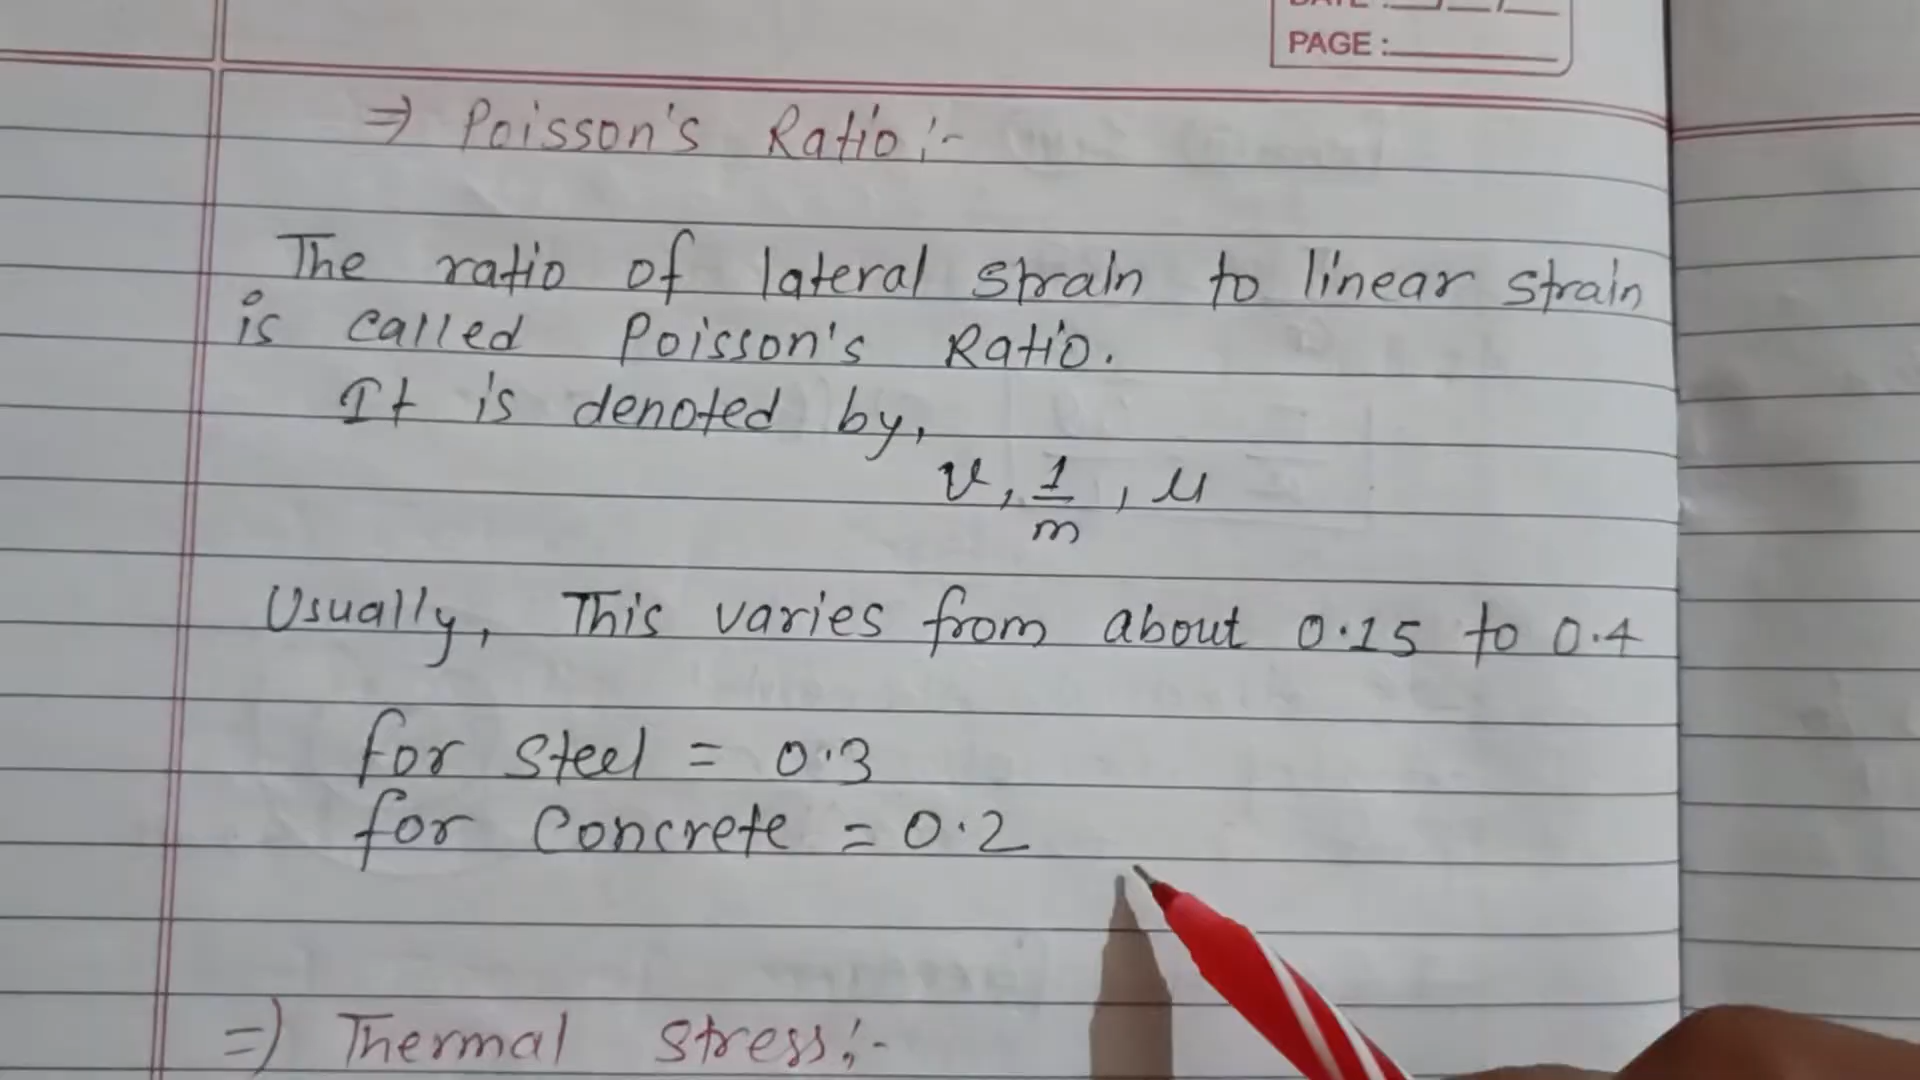 DATE :
PAGE :
⇒ Poisson's Ratio :-
The ratio of lateral strain to linear strain
is called Poisson's Ratio.
It is denoted by,
ν, 1/m, μ
Usually, This varies from about 0.15 to 0.4
for Steel = 0.3
for Concrete = 0.2
⇒ Thermal Stress :-